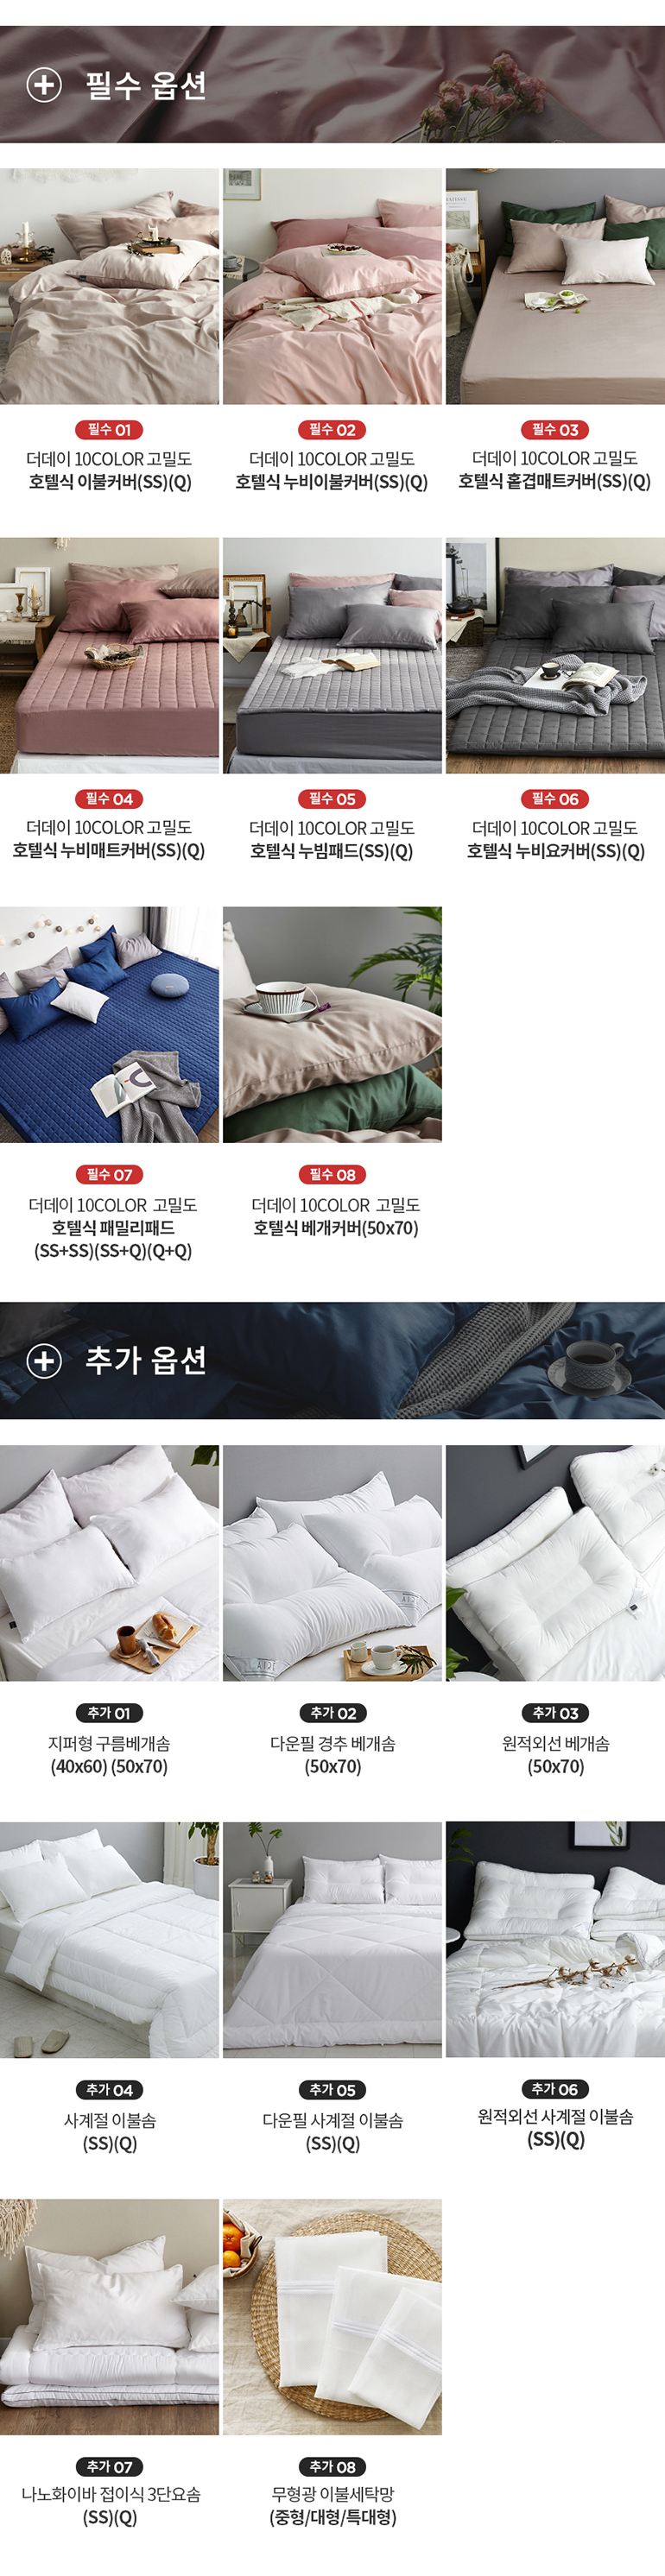 필수 옵션
필수 01
더데이 10COLOR 고밀도
호텔식 이불커버(SS)(Q)
필수 02
더데이 10COLOR 고밀도
호텔식 누비이불커버(SS)(Q)
필수 03
더데이 10COLOR 고밀도
호텔식 홑겹매트커버(SS)(Q)
필수 04
더데이 10COLOR 고밀도
호텔식 누비매트커버(SS)(Q)
필수 05
더데이 10COLOR 고밀도
호텔식 누빔패드(SS)(Q)
필수 06
더데이 10COLOR 고밀도
호텔식 누비요커버(SS)(Q)
필수 07
더데이 10COLOR 고밀도
호텔식 패밀리패드
(SS+SS)(SS+Q)(Q+Q)
필수 08
더데이 10COLOR 고밀도
호텔식 베개커버(50x70)
추가 옵션
추가 01
지퍼형 구름베개솜
(40x60) (50x70)
추가 02
다운필 경추 베개솜
(50x70)
추가 03
원적외선 베개솜
(50x70)
추가 04
사계절 이불솜
(SS)(Q)
추가 05
다운필 사계절 이불솜
(SS)(Q)
추가 06
원적외선 사계절 이불솜
(SS)(Q)
추가 07
나노화이바 접이식 3단요솜
(SS)(Q)
추가 08
무형광 이불세탁망
(중형/대형/특대형)